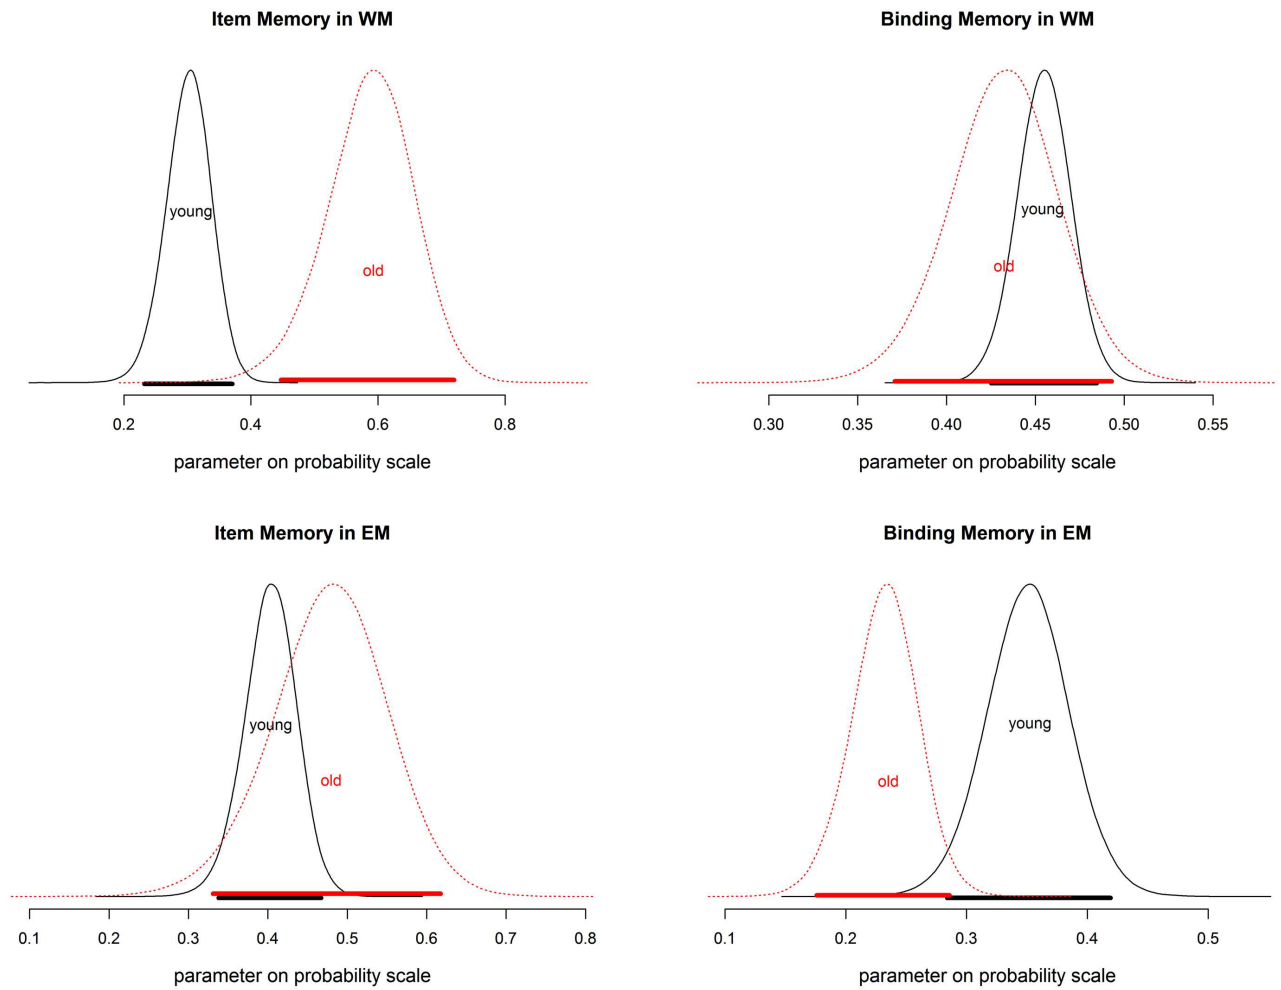 Item Memory in WM
young
old
0.2 0.4 0.6 0.8
parameter on probability scale
Binding Memory in WM
young
old
0.30 0.35 0.40 0.45 0.50 0.55
parameter on probability scale
Item Memory in EM
young
old
0.1 0.2 0.3 0.4 0.5 0.6 0.7 0.8
parameter on probability scale
Binding Memory in EM
young
old
0.1 0.2 0.3 0.4 0.5
parameter on probability scale